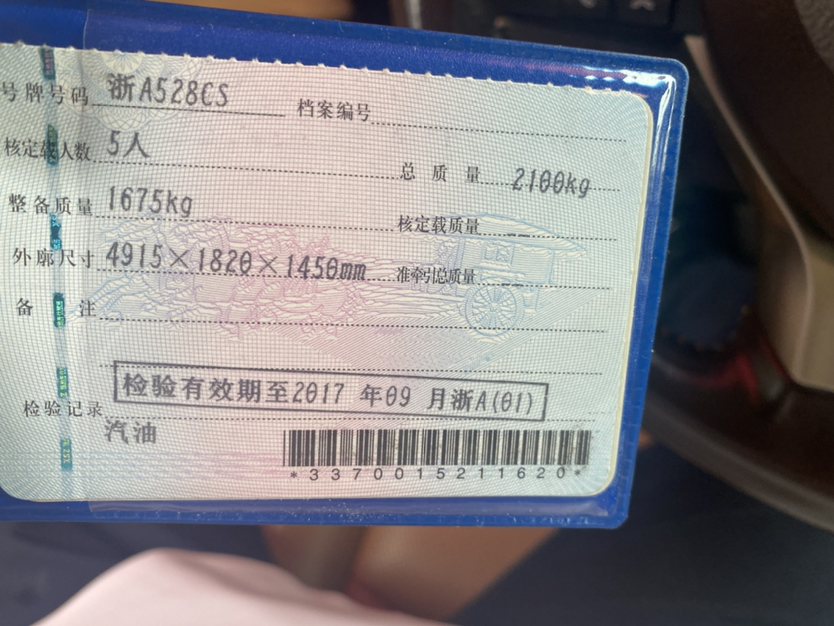 号牌号码 浙A528CS 档案编号
核定载人数 5人 总质量 2100kg
整备质量 1675kg 核定载质量 --
外廓尺寸 4915×1820×1450mm 准牵引总质量 --
备注
检验有效期至2017 年09 月浙A(01)
检验记录
汽油
*3370015211620*